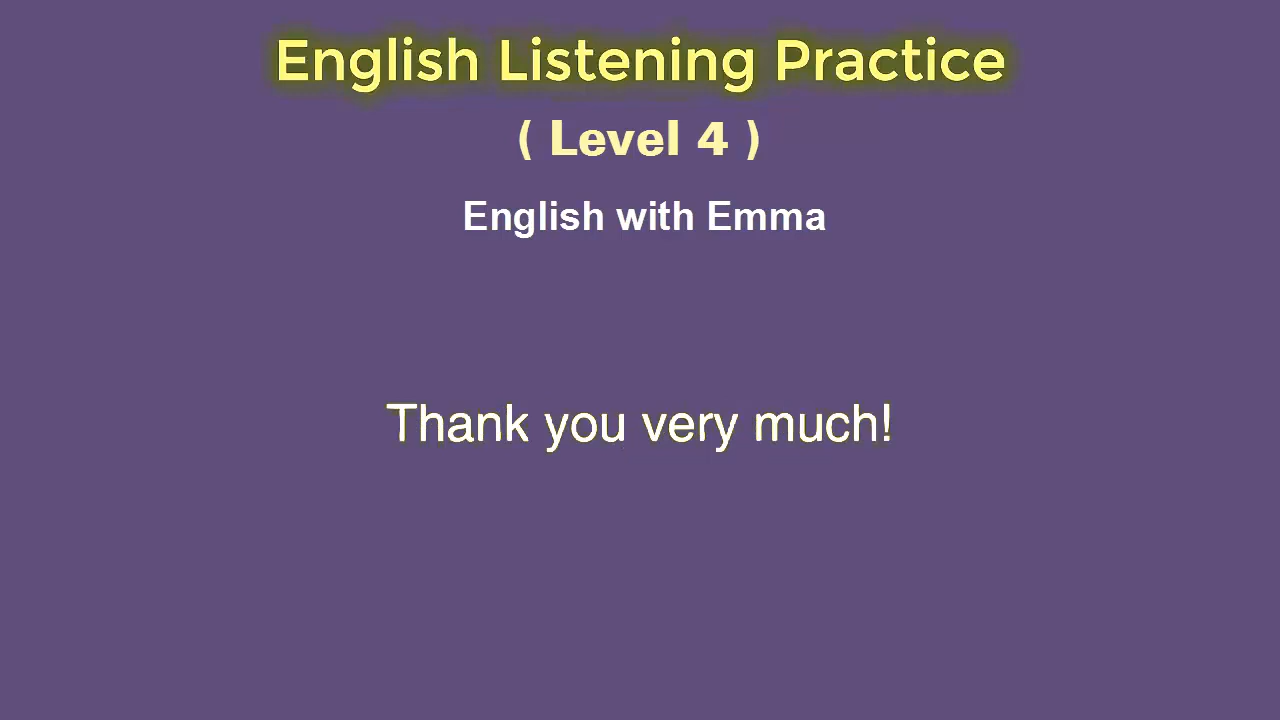 English Listening Practice
( Level 4 )
English with Emma
Thank you very much!